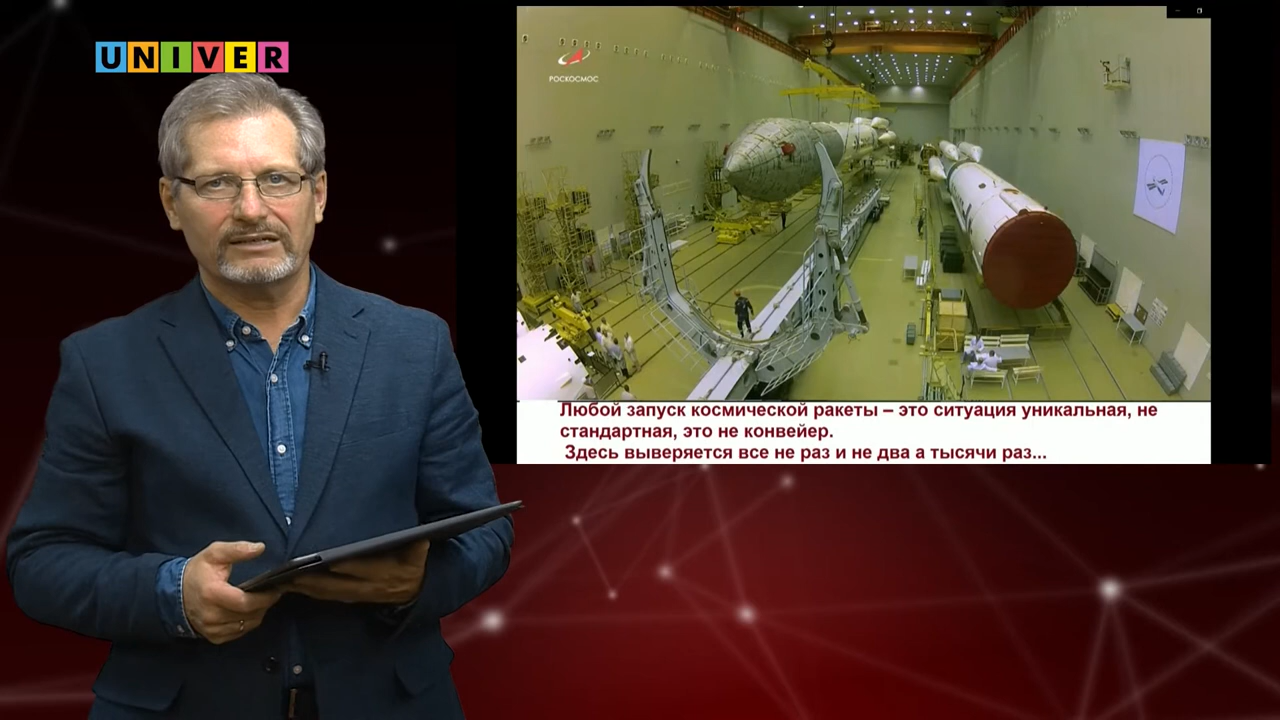 UNIVER
РОСКОСМОС
Любой запуск космической ракеты – это ситуация уникальная, не
стандартная, это не конвейер.
Здесь выверяется все не раз и не два а тысячи раз...